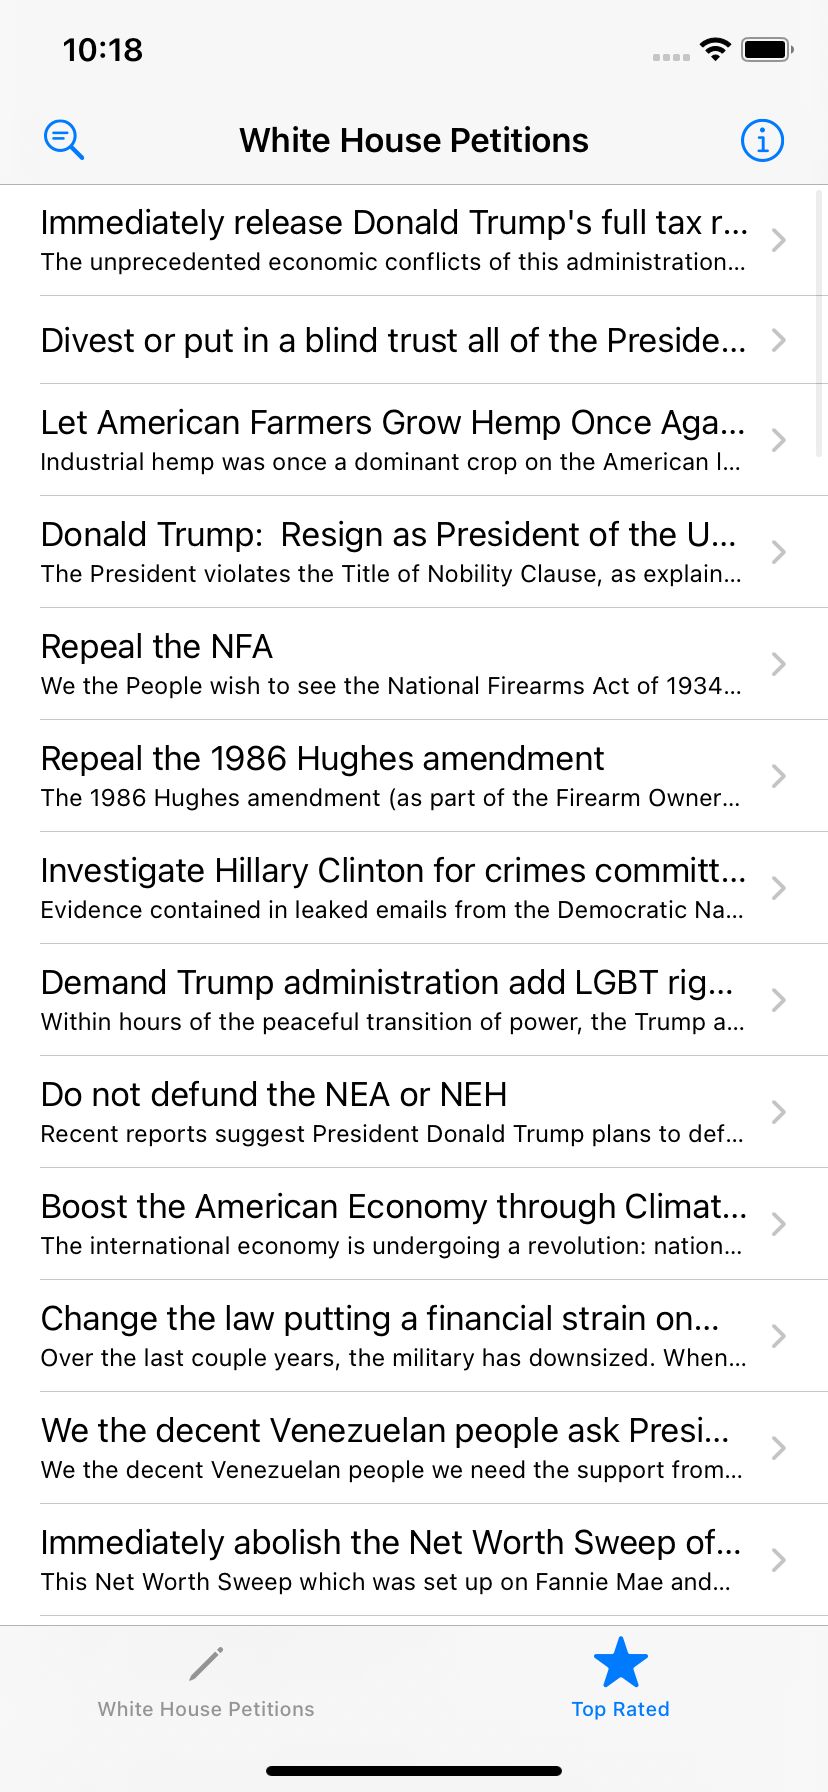 10:18
White House Petitions
Immediately release Donald Trump's full tax r...
The unprecedented economic conflicts of this administration...
Divest or put in a blind trust all of the Preside...
Let American Farmers Grow Hemp Once Aga...
Industrial hemp was once a dominant crop on the American l...
Donald Trump:  Resign as President of the U...
The President violates the Title of Nobility Clause, as explain...
Repeal the NFA
We the People wish to see the National Firearms Act of 1934...
Repeal the 1986 Hughes amendment
The 1986 Hughes amendment (as part of the Firearm Owner...
Investigate Hillary Clinton for crimes committ...
Evidence contained in leaked emails from the Democratic Na...
Demand Trump administration add LGBT rig...
Within hours of the peaceful transition of power, the Trump a...
Do not defund the NEA or NEH
Recent reports suggest President Donald Trump plans to def...
Boost the American Economy through Climat...
The international economy is undergoing a revolution: nation...
Change the law putting a financial strain on...
Over the last couple years, the military has downsized. When...
We the decent Venezuelan people ask Presi...
We the decent Venezuelan people we need the support from...
Immediately abolish the Net Worth Sweep of...
This Net Worth Sweep which was set up on Fannie Mae and...
White House Petitions
Top Rated